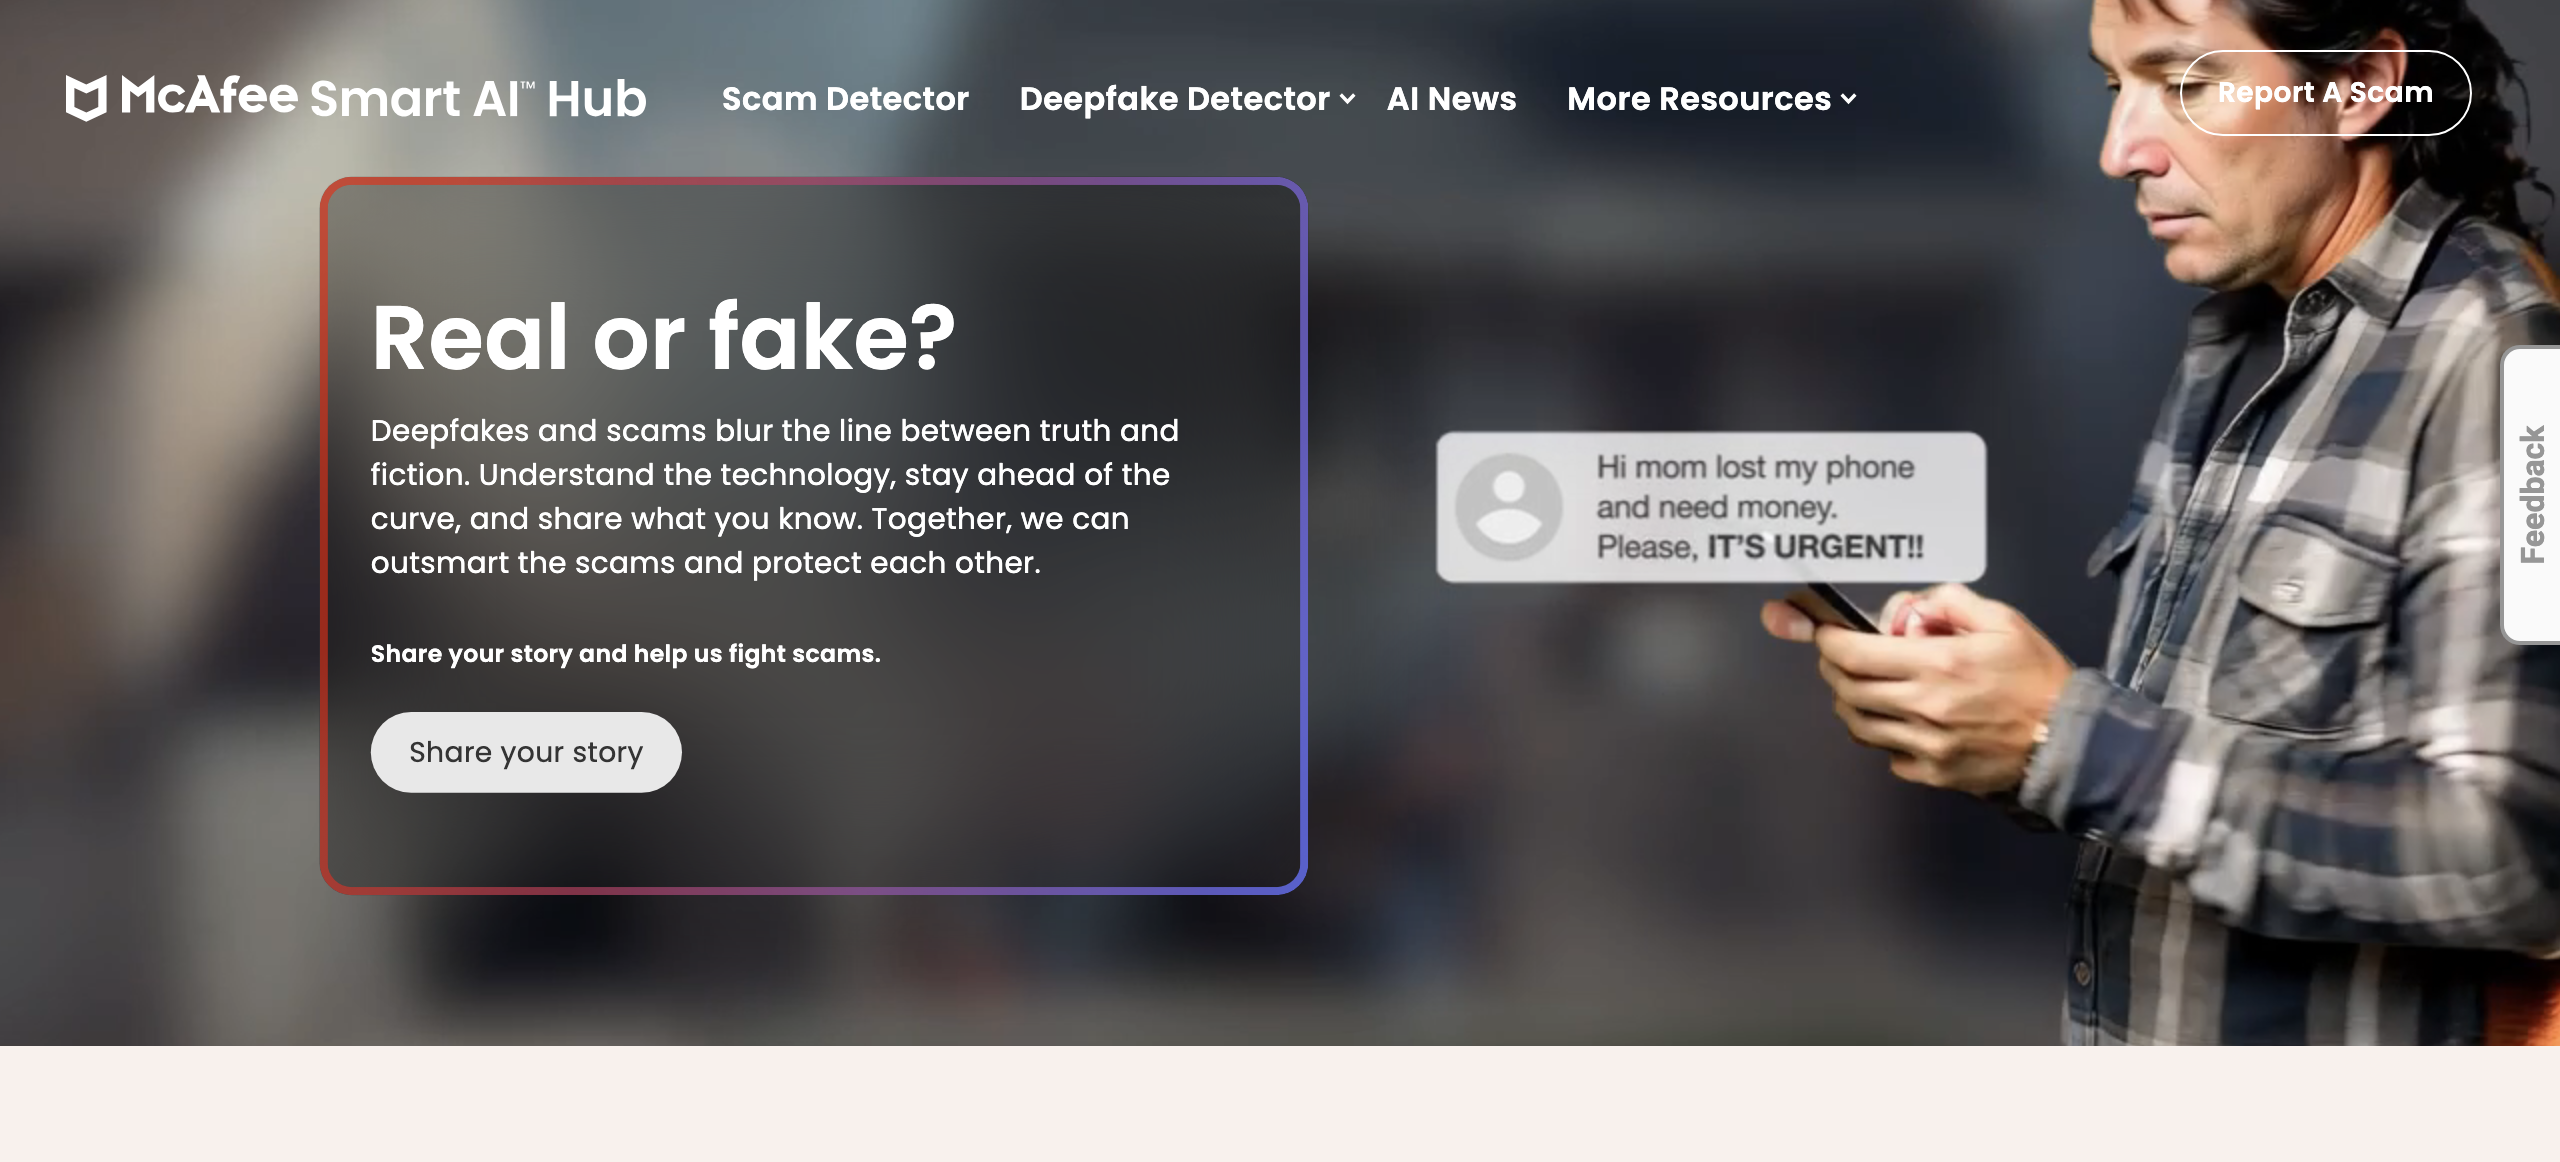 McAfee Smart AI™ Hub
Scam Detector
Deepfake Detector
AI News
More Resources
Report A Scam
Real or fake?
Deepfakes and scams blur the line between truth and
fiction. Understand the technology, stay ahead of the
curve, and share what you know. Together, we can
outsmart the scams and protect each other.
Share your story and help us fight scams.
Share your story
Hi mom lost my phone
and need money.
Please, IT'S URGENT!!
Feedback